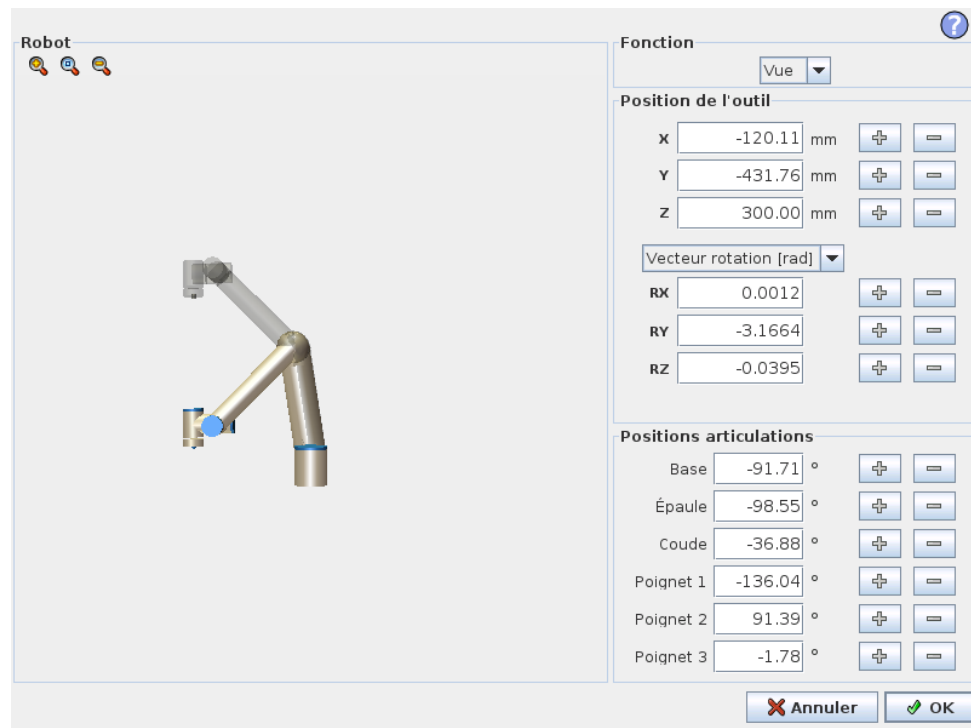 Robot
Fonction
Vue
Position de l'outil
X -120.11 mm
Y -431.76 mm
Z 300.00 mm
Vecteur rotation [rad]
RX 0.0012
RY -3.1664
RZ -0.0395
Positions articulations
Base -91.71 °
Épaule -98.55 °
Coude -36.88 °
Poignet 1 -136.04 °
Poignet 2 91.39 °
Poignet 3 -1.78 °
Annuler OK